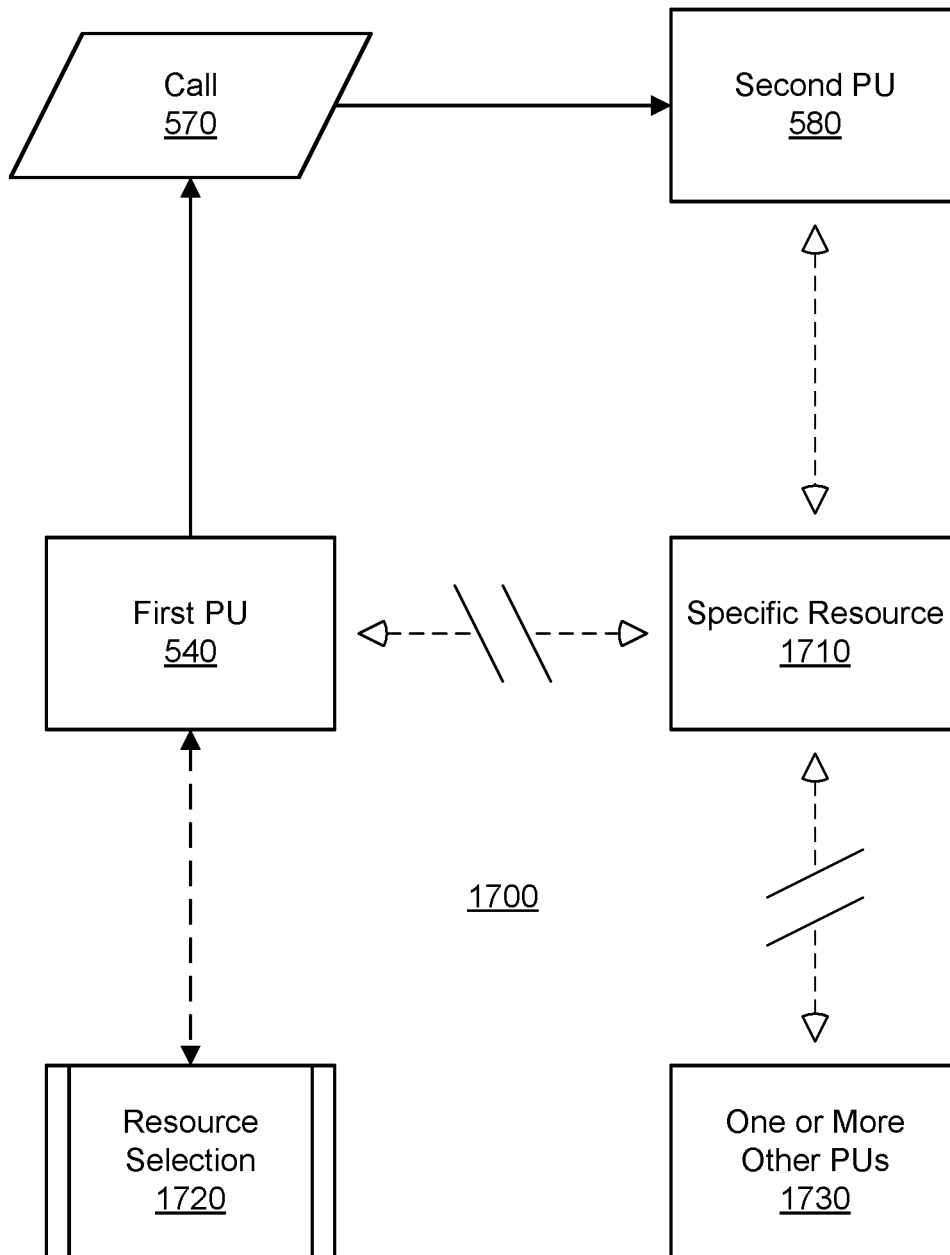 Call
570
Second PU
580
First PU
540
Specific Resource
1710
1700
Resource
Selection
1720
One or More
Other PUs
1730